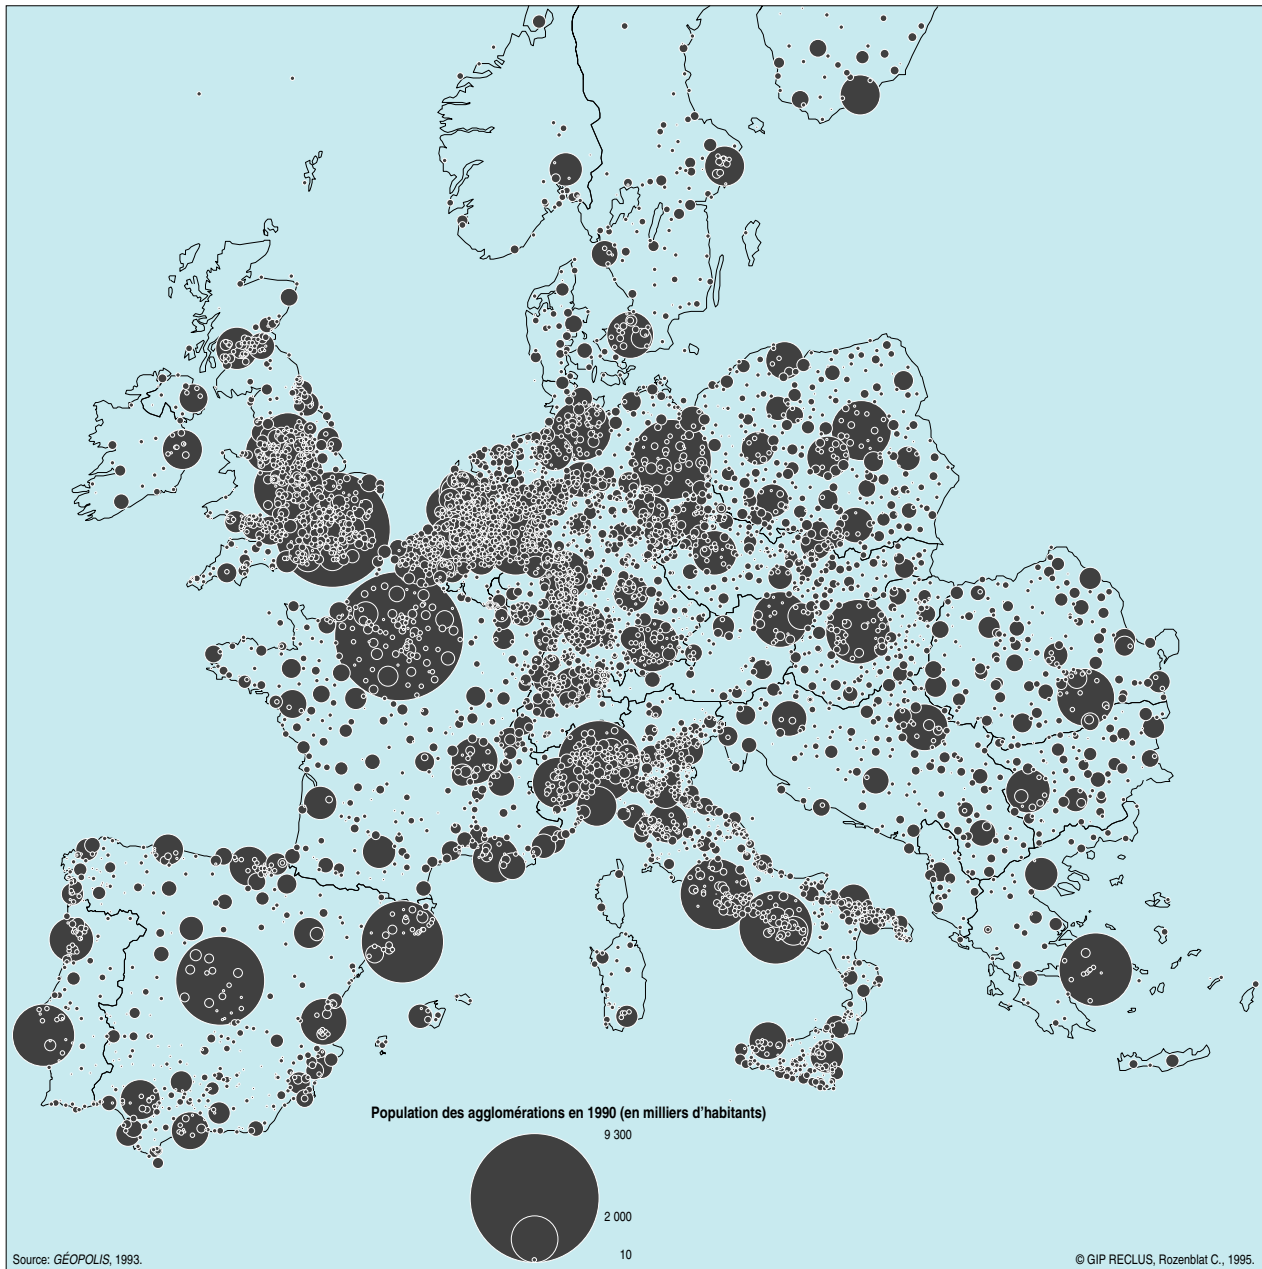 Population des agglomérations en 1990 (en milliers d'habitants)
9 300
2 000
10
Source: GÉOPOLIS, 1993.
© GIP RECLUS, Rozenblat C., 1995.